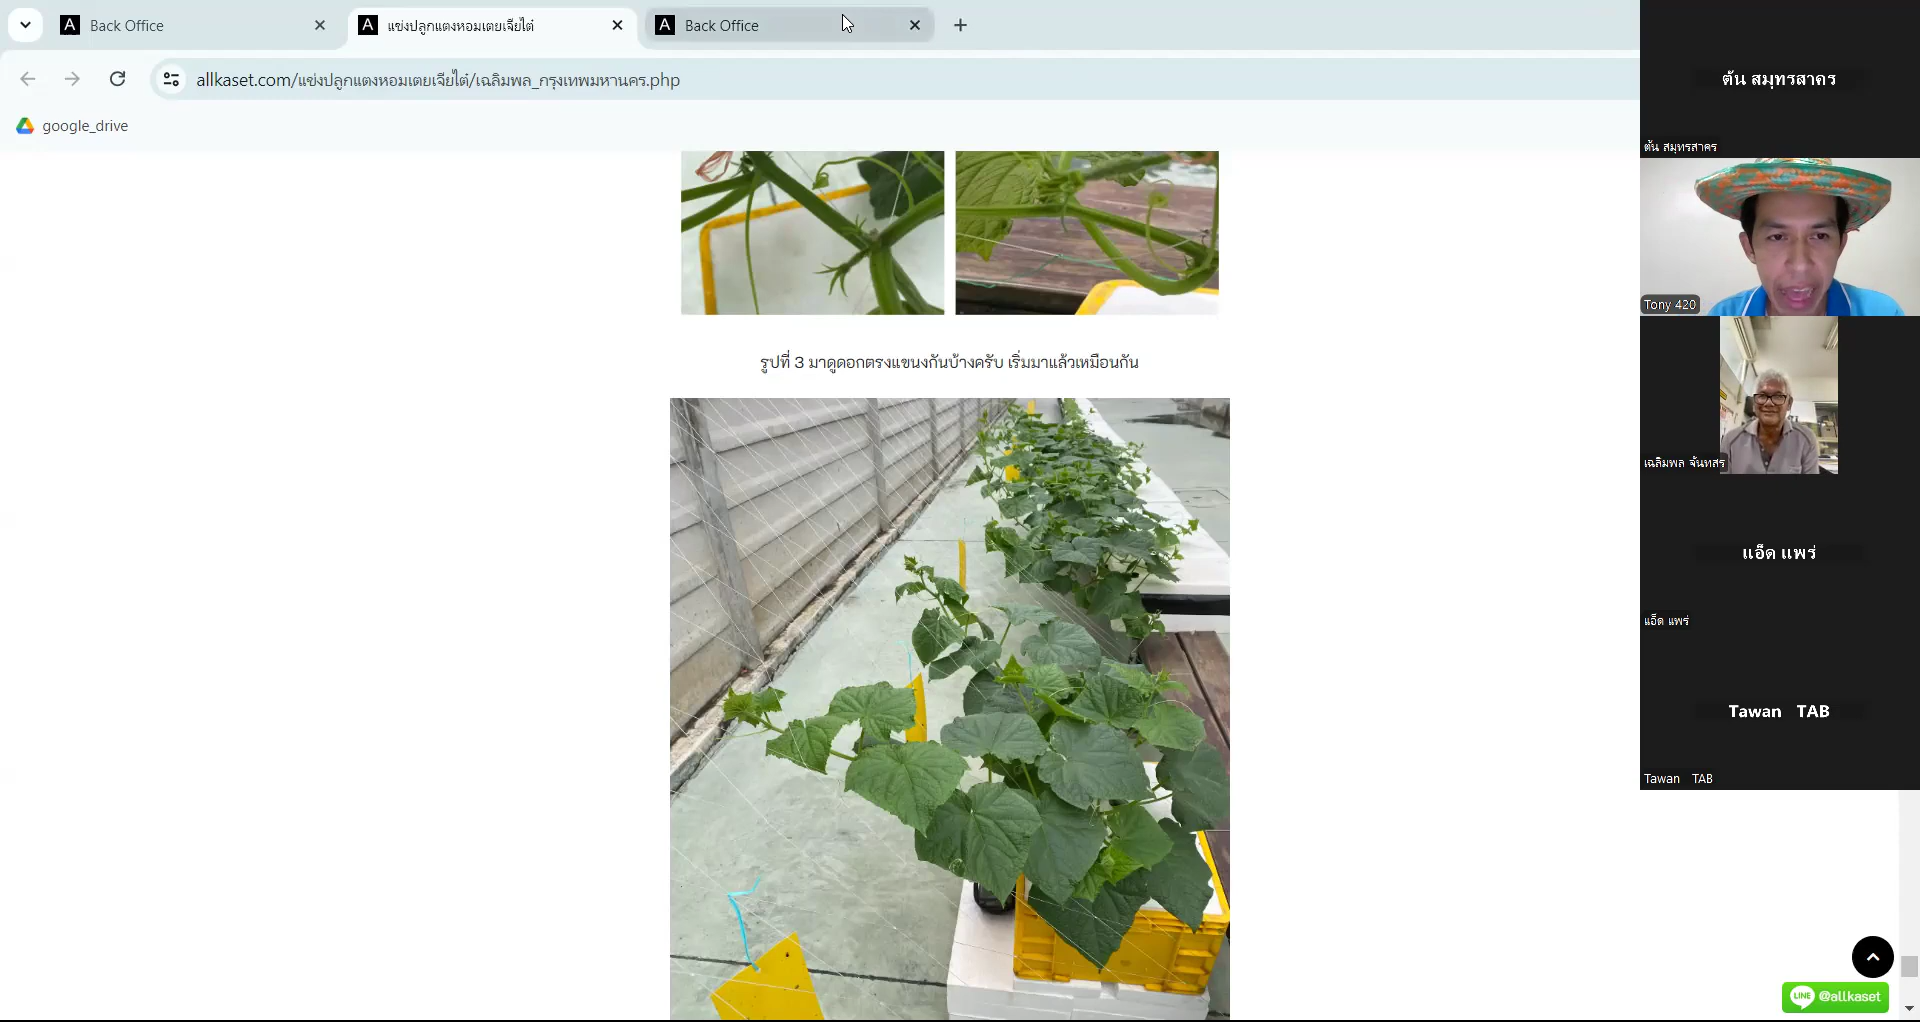 Back Office
แข่งปลูกแตงหอมเตยเจียไต๋
Back Office
allkaset.com/แข่งปลูกแตงหอมเตยเจียไต๋/เฉลิมพล_กรุงเทพมหานคร.php
google_drive
รูปที่ 3 มาดูดอกตรงแขนงกันบ้างครับ เริ่มมาแล้วเหมือนกัน
ต้น สมุทรสาคร
ต้น สมุทรสาคร
Tony 420
เฉลิมพล จันทสร
แอ็ด แพร่
แอ็ด แพร่
Tawan TAB
Tawan TAB
LINE @allkaset